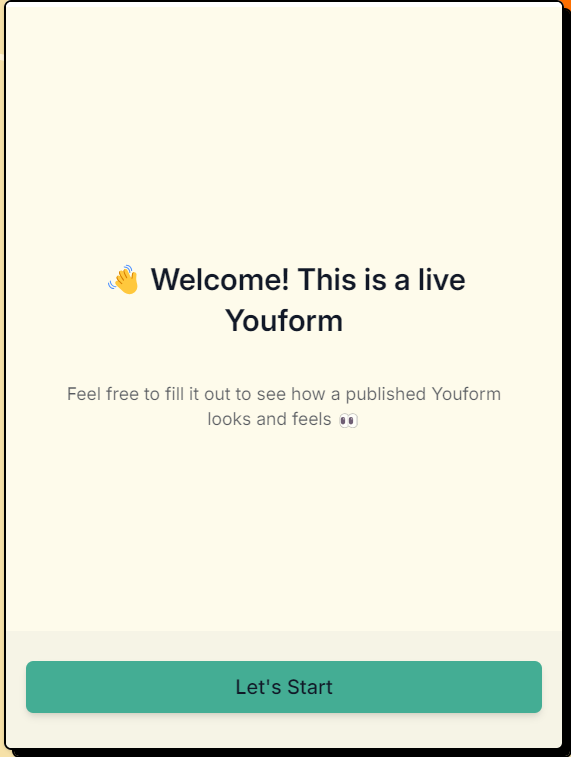 👋 Welcome! This is a live
Youform
Feel free to fill it out to see how a published Youform
looks and feels 👀
Let's Start